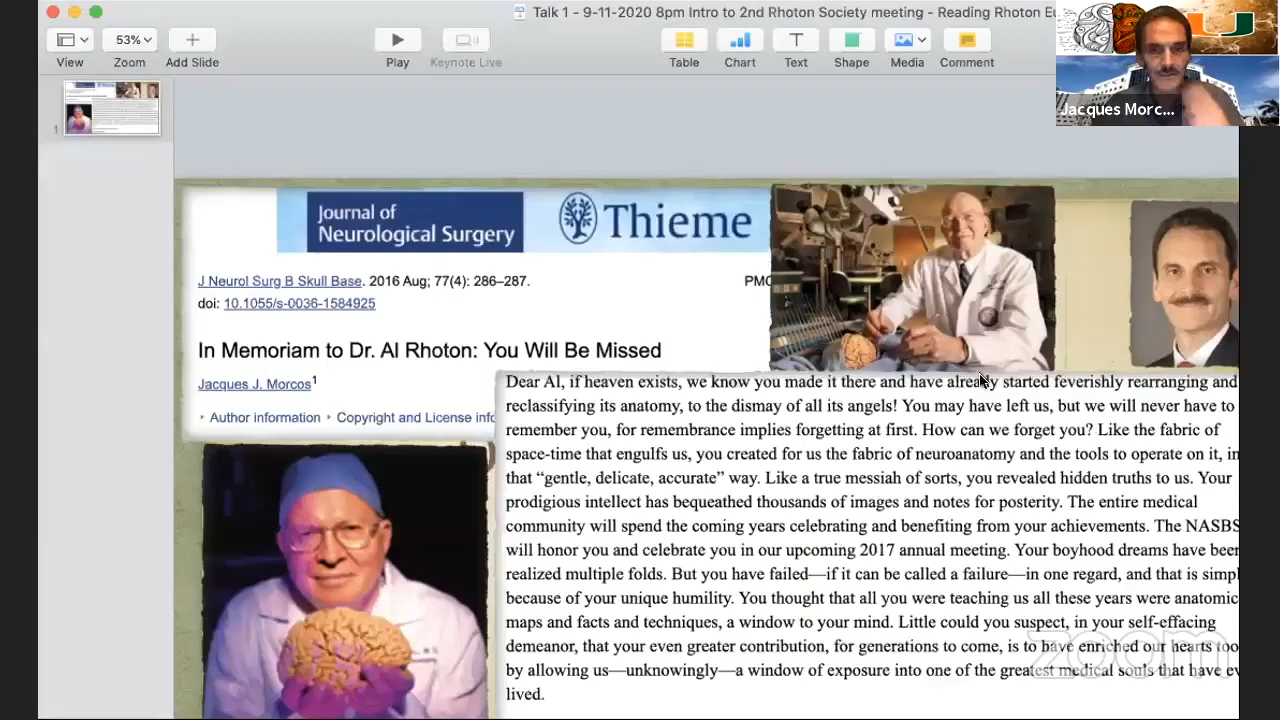 Talk 1 - 9-11-2020 8pm Intro to 2nd Rhoton Society meeting - Reading Rhoton
53%
View
Zoom
Add Slide
Play
Keynote Live
Table
Chart
Text
Shape
Media
Comment
Jacques Morc...
1
Journal of
Neurological Surgery
Thieme
J Neurol Surg B Skull Base. 2016 Aug; 77(4): 286–287.
PMC
doi: 10.1055/s-0036-1584925
In Memoriam to Dr. Al Rhoton: You Will Be Missed
Jacques J. Morcos1
Author information
Copyright and License info
Dear Al, if heaven exists, we know you made it there and have already started feverishly rearranging and
reclassifying its anatomy, to the dismay of all its angels! You may have left us, but we will never have to
remember you, for remembrance implies forgetting at first. How can we forget you? Like the fabric of
space-time that engulfs us, you created for us the fabric of neuroanatomy and the tools to operate on it, in
that “gentle, delicate, accurate” way. Like a true messiah of sorts, you revealed hidden truths to us. Your
prodigious intellect has bequeathed thousands of images and notes for posterity. The entire medical
community will spend the coming years celebrating and benefiting from your achievements. The NASBS
will honor you and celebrate you in our upcoming 2017 annual meeting. Your boyhood dreams have been
realized multiple folds. But you have failed—if it can be called a failure—in one regard, and that is simpl
because of your unique humility. You thought that all you were teaching us all these years were anatomic
maps and facts and techniques, a window to your mind. Little could you suspect, in your self-effacing
demeanor, that your even greater contribution, for generations to come, is to have enriched our hearts too
by allowing us—unknowingly—a window of exposure into one of the greatest medical souls that have ev
lived.
zoom